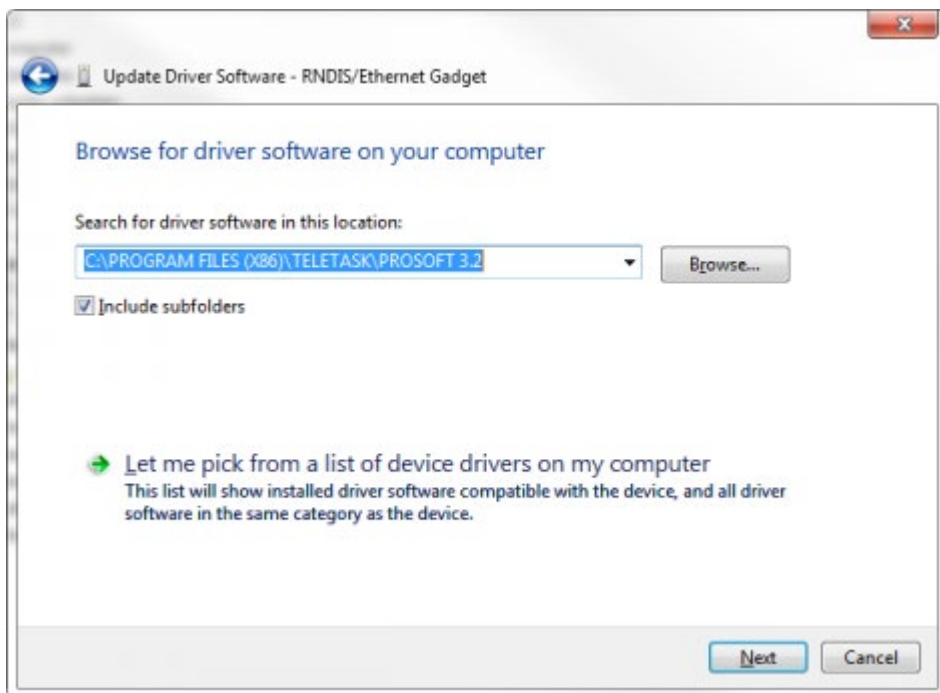 Update Driver Software - RNDIS/Ethernet Gadget
Browse for driver software on your computer
Search for driver software in this location:
C:\PROGRAM FILES (X86)\TELETASK\PROSOFT 3.2
Browse...
Include subfolders
Let me pick from a list of device drivers on my computer
This list will show installed driver software compatible with the device, and all driver
software in the same category as the device.
Next
Cancel